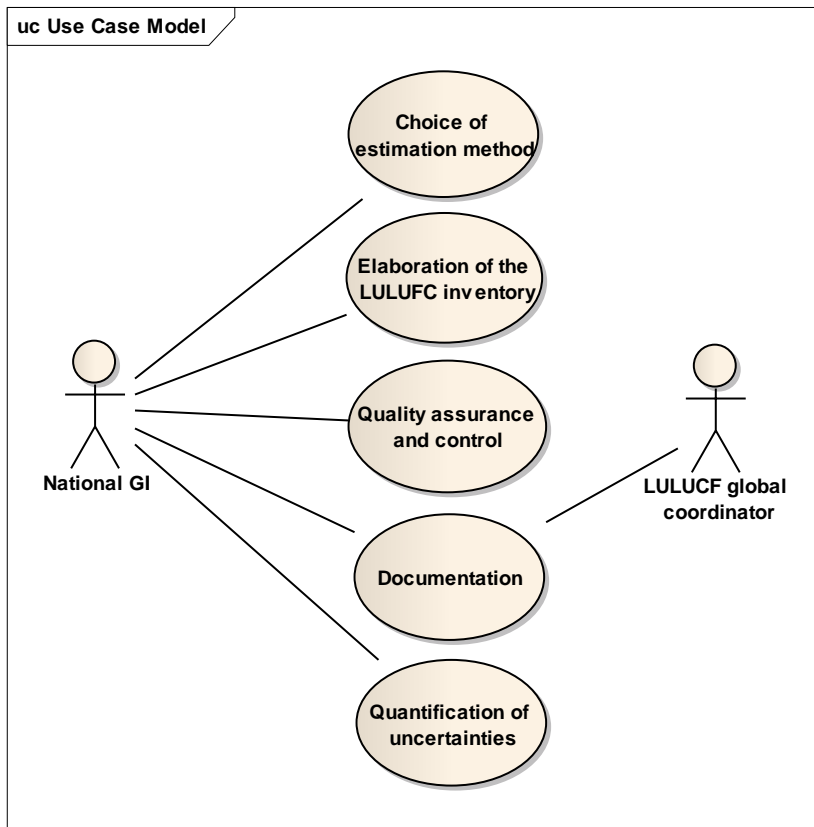 uc Use Case Model
Choice of
estimation method
Elaboration of the
LULUFC inventory
Quality assurance
and control
National GI
LULUCF global
coordinator
Documentation
Quantification of
uncertainties